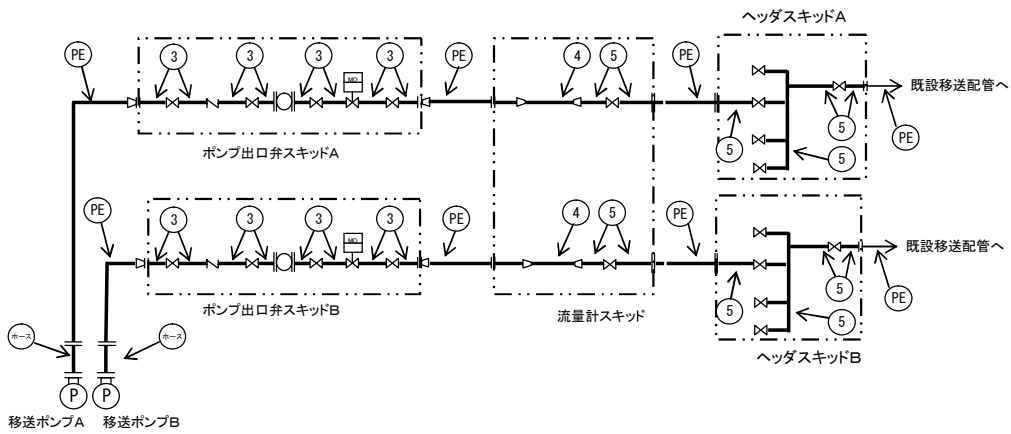 ヘッダスキッドA
PE
3
3
3
3
PE
4
5
PE
MO
既設移送配管へ
5
5
5
PE
ポンプ出口弁スキッドA
PE
3
3
3
3
PE
4
5
PE
MO
既設移送配管へ
5
5
5
PE
ポンプ出口弁スキッドB
流量計スキッド
ヘッダスキッドB
ホース
ホース
P
P
移送ポンプA
移送ポンプB